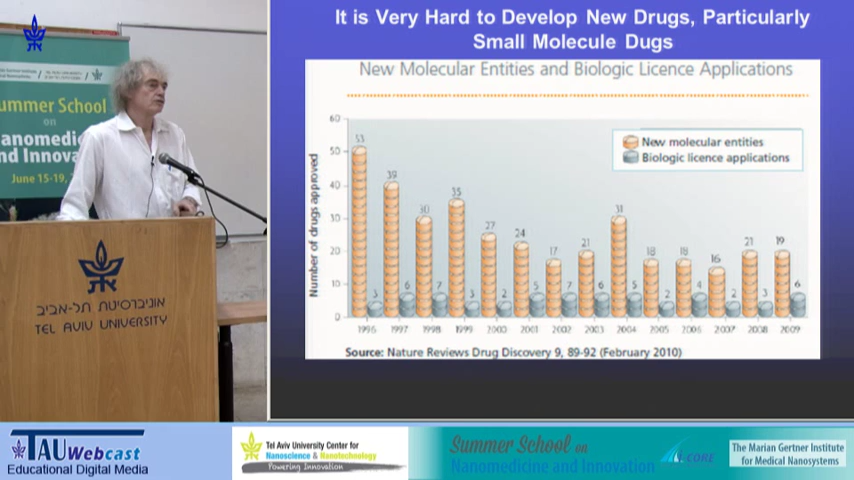 It is Very Hard to Develop New Drugs, Particularly
Small Molecule Dugs
New Molecular Entities and Biologic Licence Applications
Number of drugs approved
60
50
40
30
20
10
0
New molecular entities
Biologic licence applications
53
39
30
35
27
24
17
21
31
18
18
16
21
19
3
6
7
3
2
5
7
6
5
2
4
2
3
6
1996
1997
1998
1999
2000
2001
2002
2003
2004
2005
2006
2007
2008
2009
Source: Nature Reviews Drug Discovery 9, 89-92 (February 2010)
Summer School
on
Nanomedic
and Innova
June 15-19, 2
אוניברסיטת תל-אביב
TEL AVIV UNIVERSITY
TAU Webcast
Educational Digital Media
Tel Aviv University Center for
Nanoscience & Nanotechnology
Powering Innovation
Summer School on
Nanomedicine and Innovation
I-CORE
The Marian Gertner Institute
for Medical Nanosystems